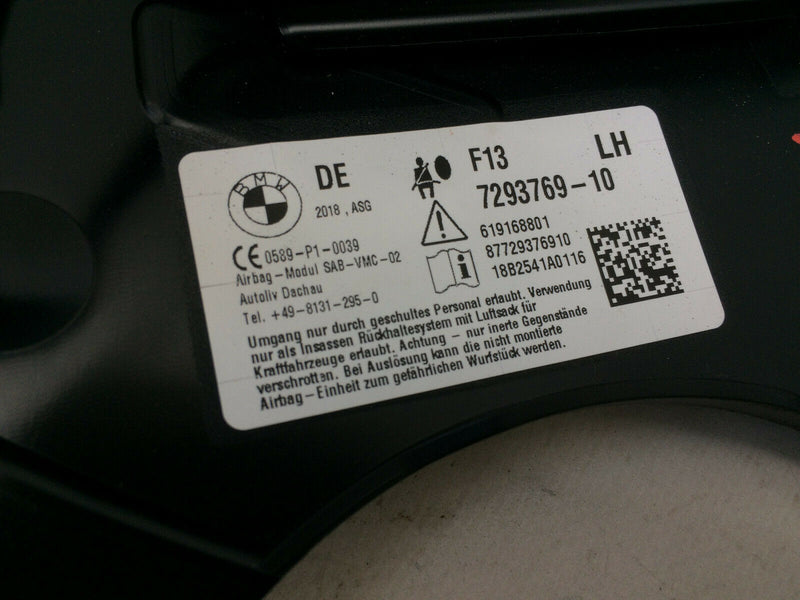 BMW
DE
2018 , ASG
CE 0589-P1-0039
Airbag-Modul SAB-VMC-02
Autoliv Dachau
Tel. +49-8131-295-0
F13 LH
7293769-10
619168801
87729376910
18B2541A0116
Umgang nur durch geschultes Personal erlaubt. Verwendung
nur als Insassen Rückhaltesystem mit Luftsack für
Kraftfahrzeuge erlaubt. Achtung - nur inerte Gegenstände
verschrotten. Bei Auslösung kann die nicht montierte
Airbag-Einheit zum gefährlichen Wurfstück werden.